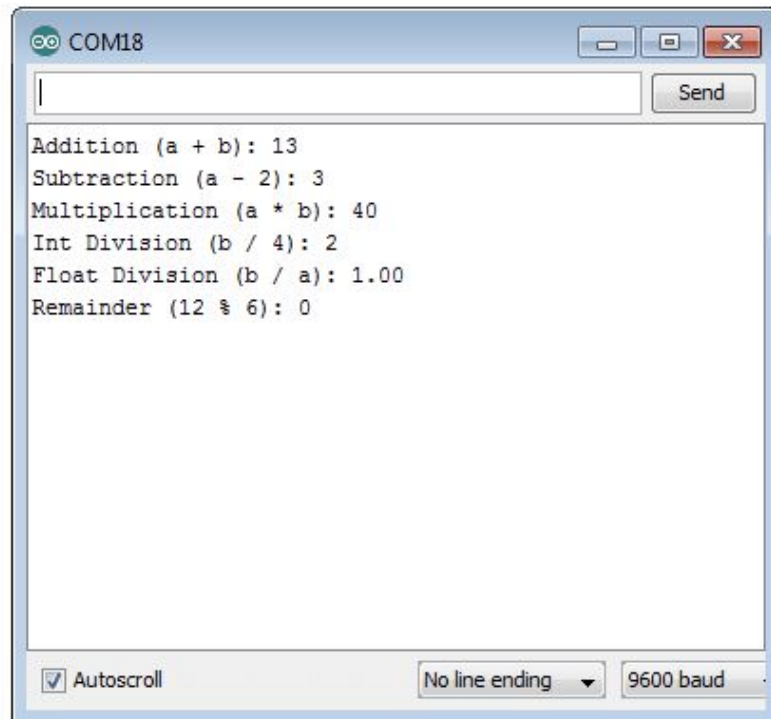 COM18
Send
Addition (a + b): 13
Subtraction (a - 2): 3
Multiplication (a * b): 40
Int Division (b / 4): 2
Float Division (b / a): 1.00
Remainder (12 % 6): 0
Autoscroll
No line ending
9600 baud